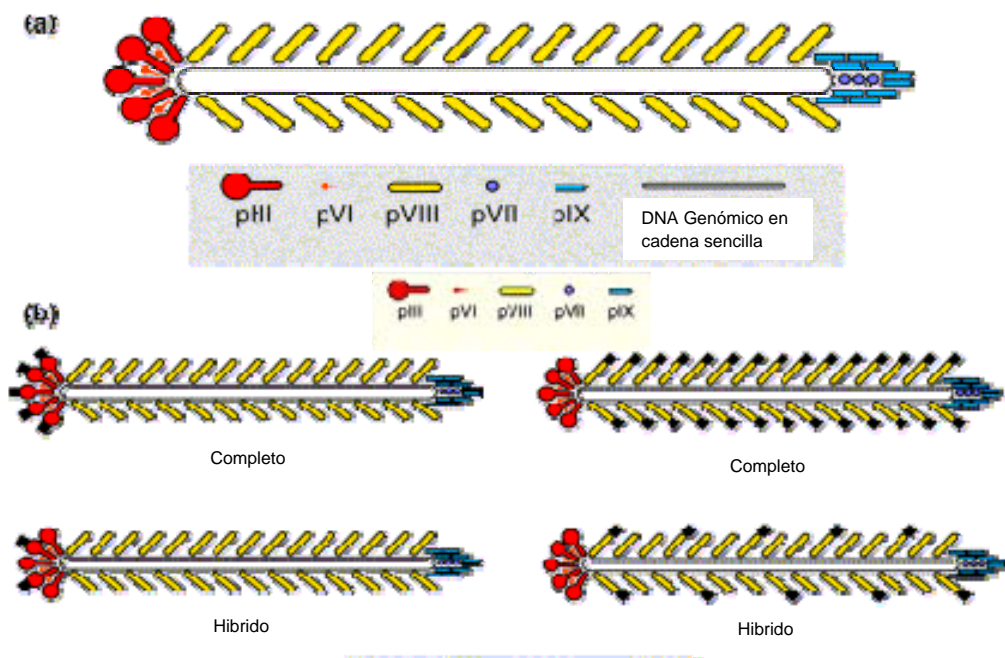 (a)
pIII pVI pVIII pVII pIX
DNA Genómico en
cadena sencilla
pIII pVI pVIII pVII pIX
(b)
Completo Completo
Hibrido Hibrido